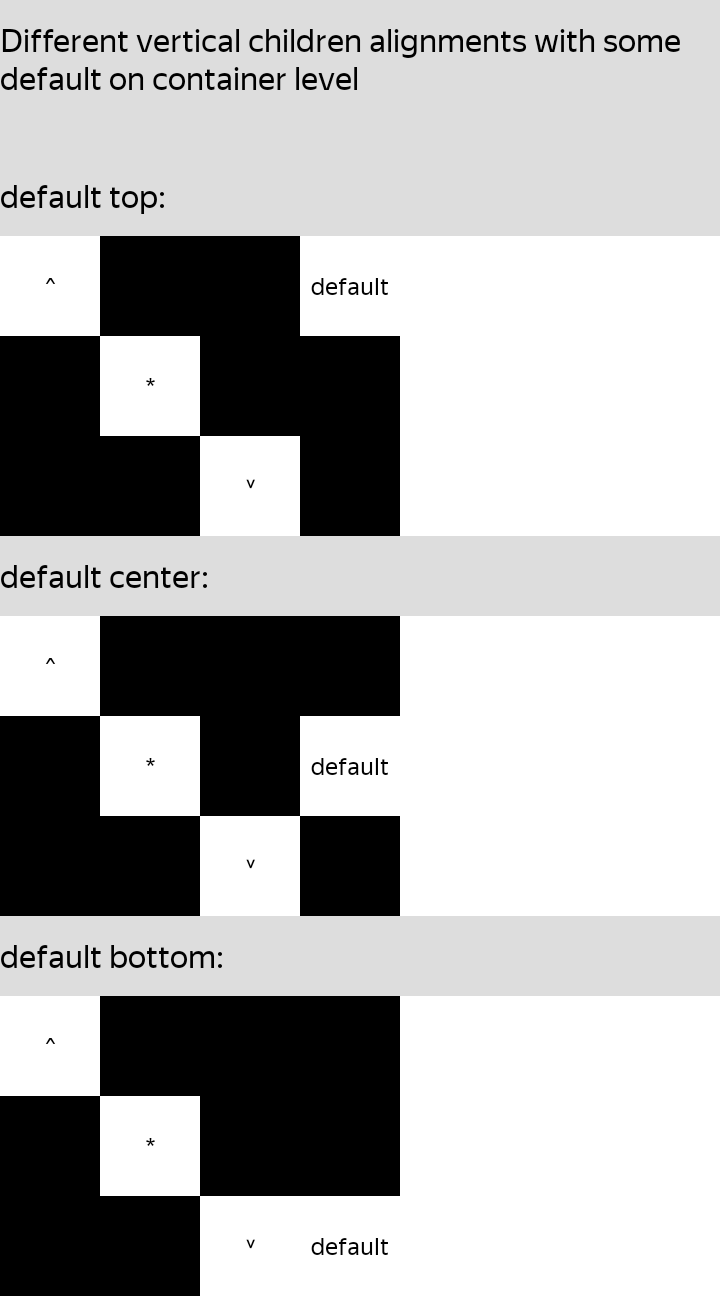 Different vertical children alignments with some
default on container level
default top:
^ default
*
v
default center:
^
* default
v
default bottom:
^
*
v default